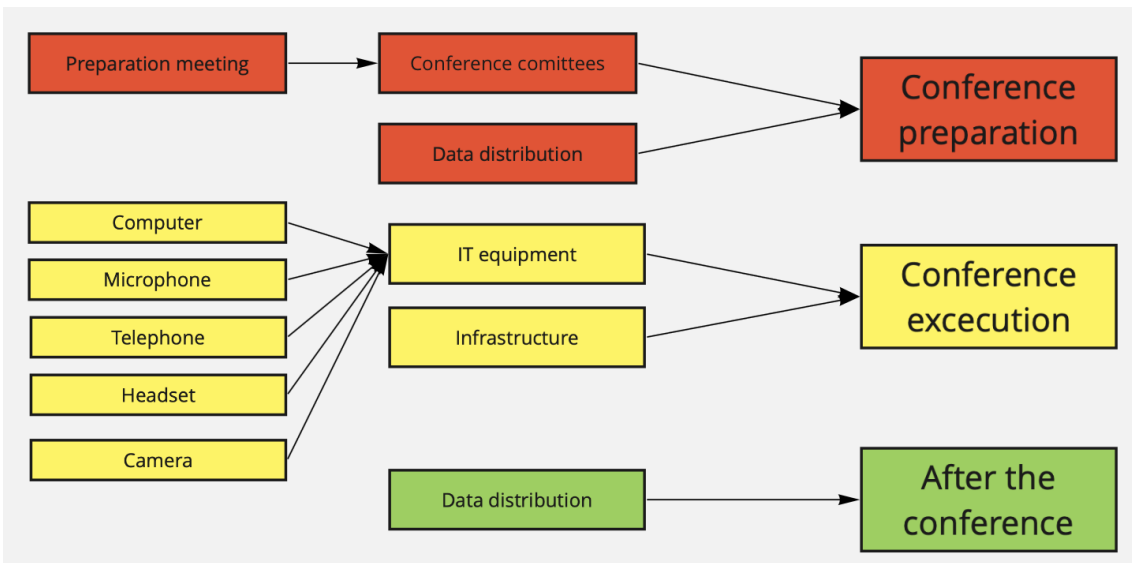 Preparation meeting
Conference comittees
Data distribution
Conference
preparation
Computer
Microphone
Telephone
Headset
Camera
IT equipment
Infrastructure
Conference
excecution
Data distribution
After the
conference